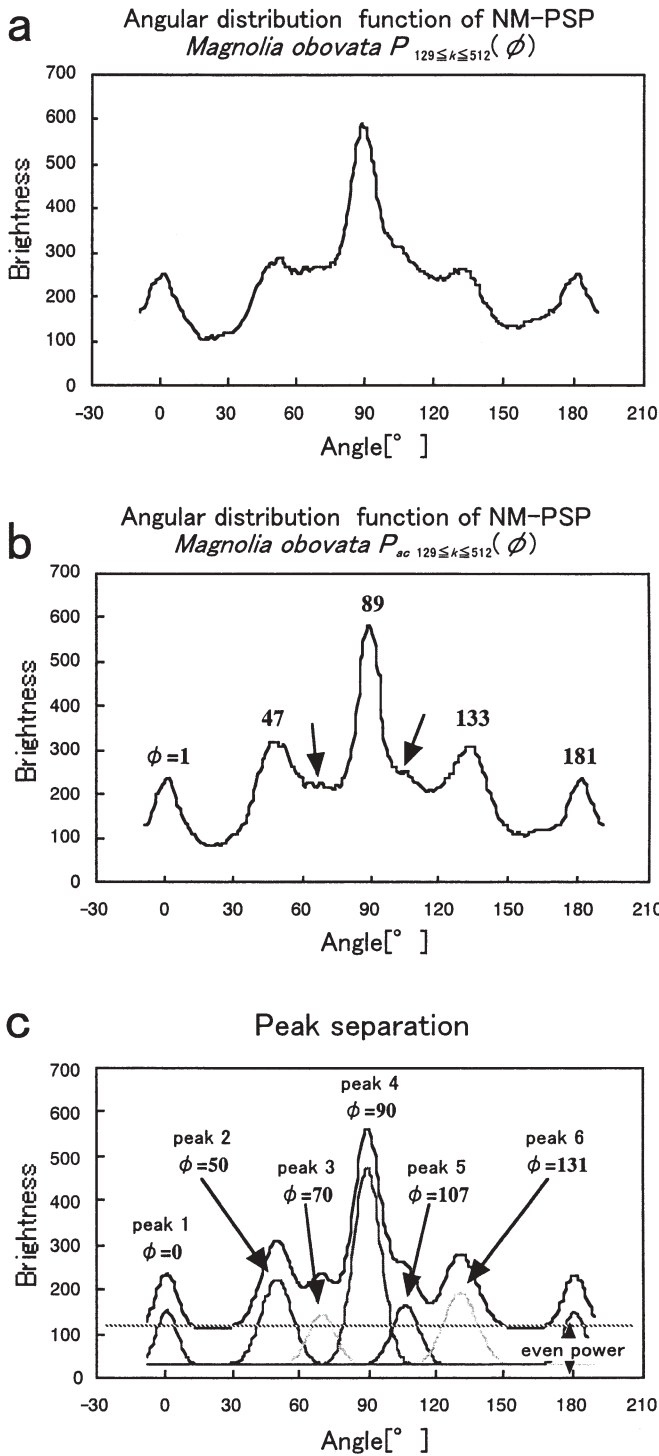 a
Angular distribution function of NM-PSP
Magnolia obovata P 129≦k≦512(φ)
700
600
500
400
300
200
100
0
Brightness
-30 0 30 60 90 120 150 180 210
Angle[° ]
b
Angular distribution function of NM-PSP
Magnolia obovata Pac 129≦k≦512(φ)
700
600
500
400
300
200
100
0
Brightness
89
47
133
φ=1
181
-30 0 30 60 90 120 150 180 210
Angle[° ]
c
Peak separation
700
600
500
400
300
200
100
0
Brightness
peak 4
φ=90
peak 2
φ=50
peak 3
φ=70
peak 5
φ=107
peak 6
φ=131
peak 1
φ=0
even power
-30 0 30 60 90 120 150 180 210
Angle[° ]